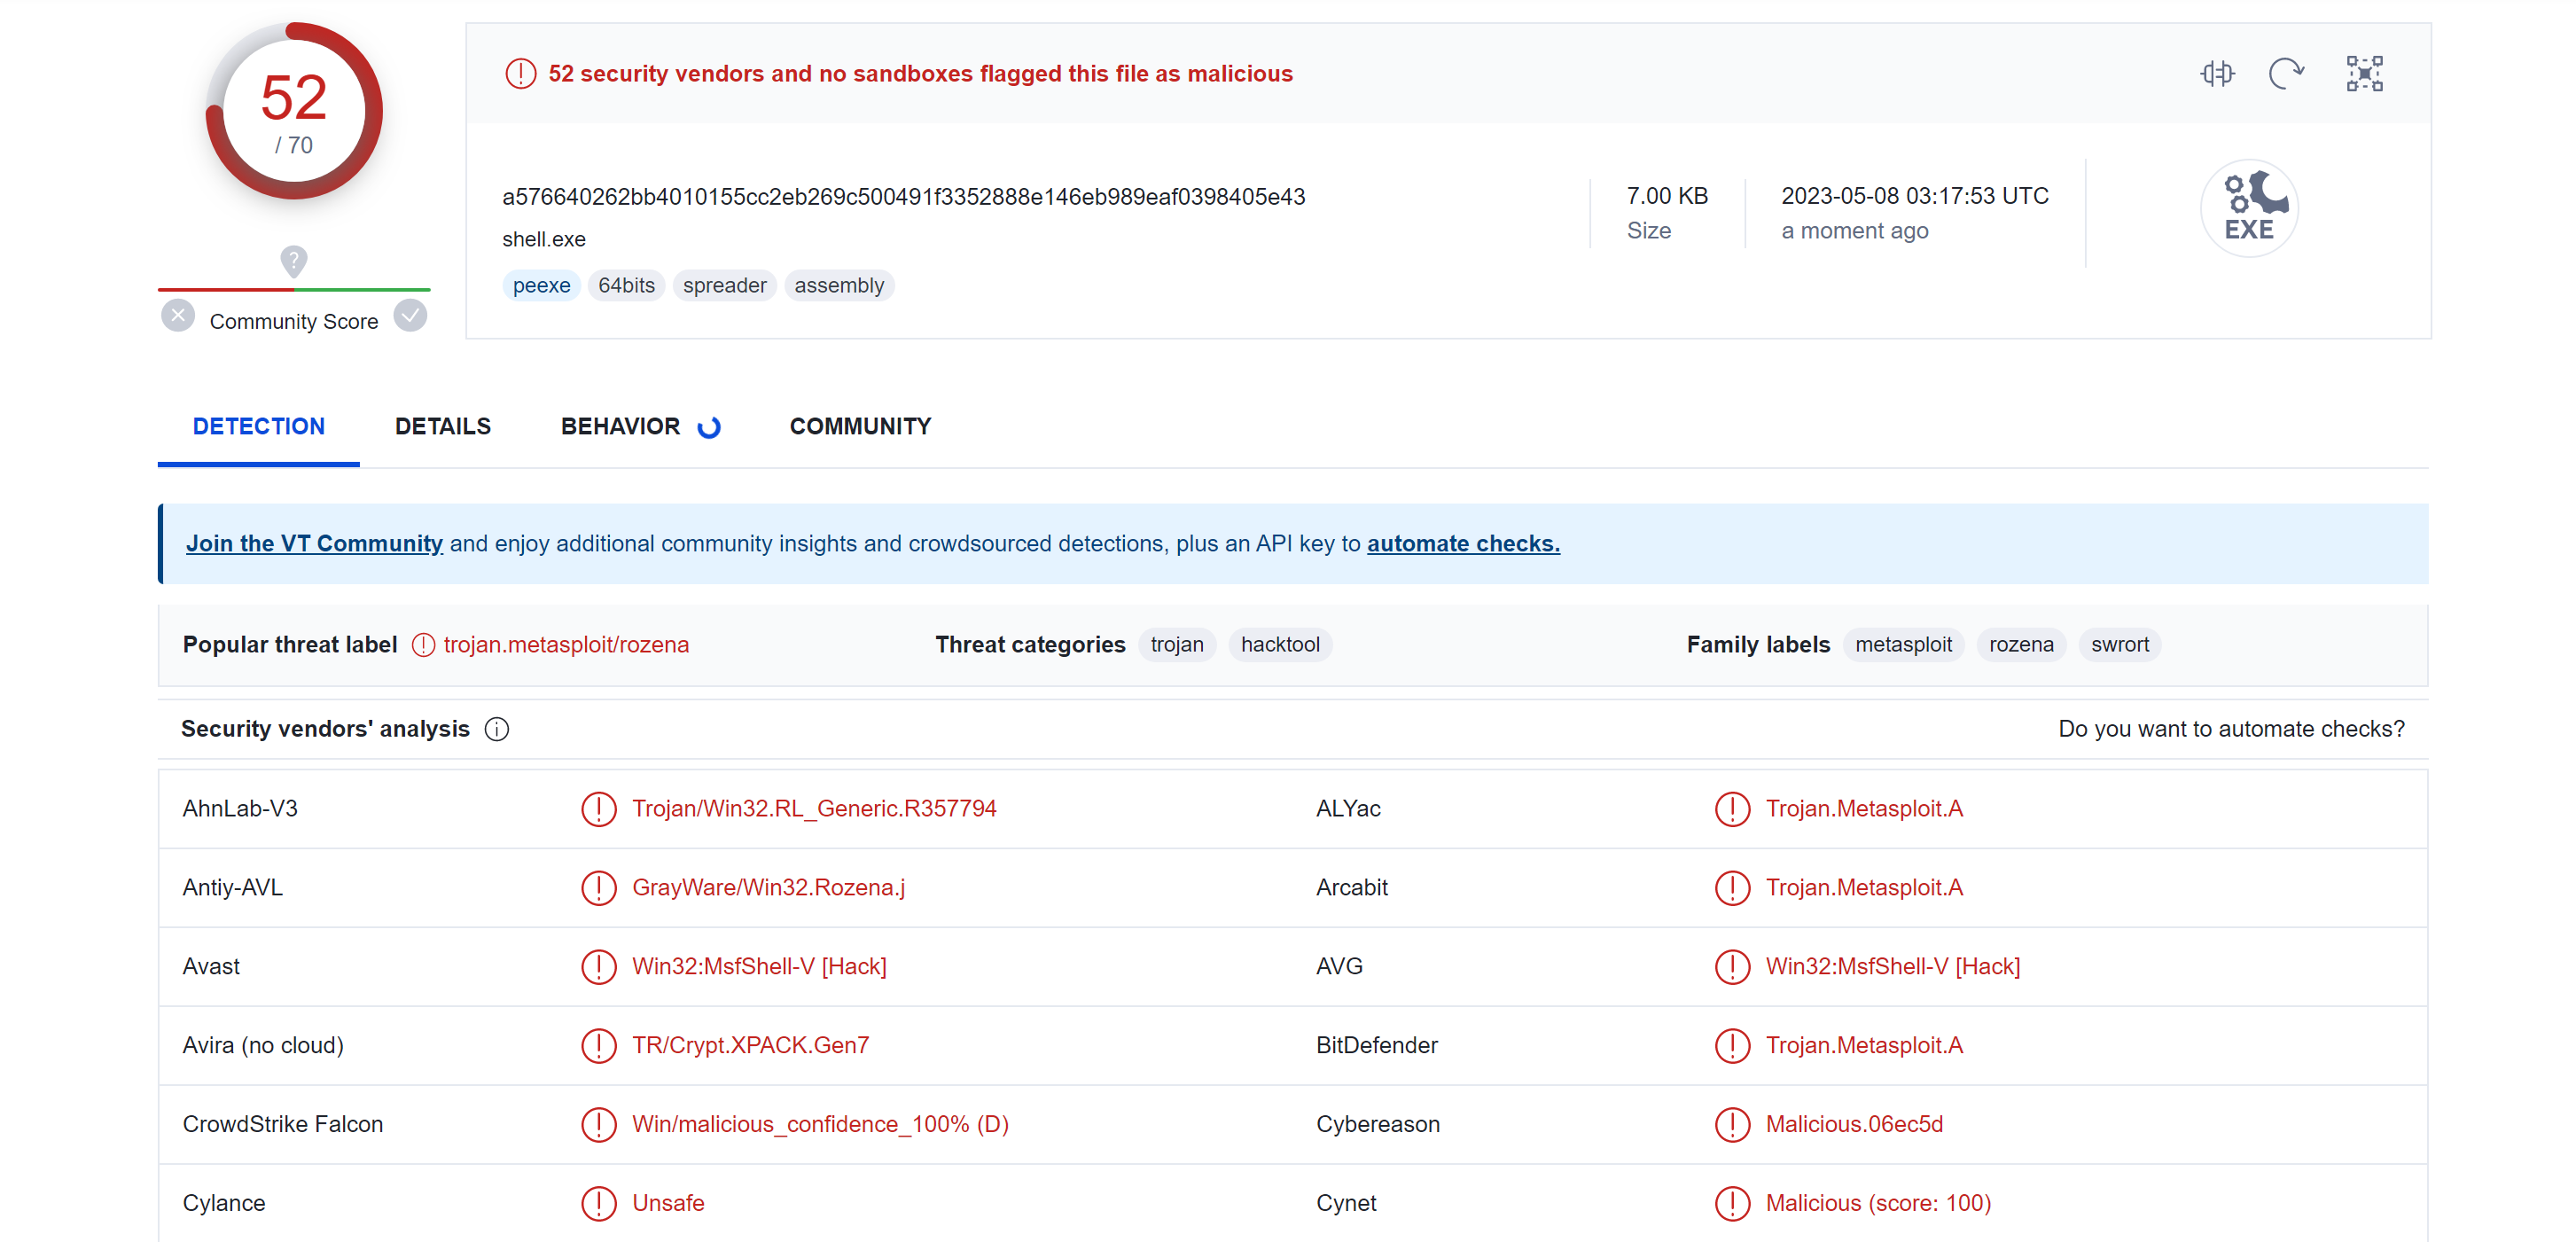 52
/ 70
Community Score
52 security vendors and no sandboxes flagged this file as malicious
a576640262bb4010155cc2eb269c500491f3352888e146eb989eaf0398405e43
shell.exe
peexe 64bits spreader assembly
7.00 KB
Size
2023-05-08 03:17:53 UTC
a moment ago
EXE
DETECTION DETAILS BEHAVIOR COMMUNITY
Join the VT Community and enjoy additional community insights and crowdsourced detections, plus an API key to automate checks.
Popular threat label trojan.metasploit/rozena Threat categories trojan hacktool Family labels metasploit rozena swrort
Security vendors' analysis Do you want to automate checks?
AhnLab-V3 Trojan/Win32.RL_Generic.R357794 ALYac Trojan.Metasploit.A
Antiy-AVL GrayWare/Win32.Rozena.j Arcabit Trojan.Metasploit.A
Avast Win32:MsfShell-V [Hack] AVG Win32:MsfShell-V [Hack]
Avira (no cloud) TR/Crypt.XPACK.Gen7 BitDefender Trojan.Metasploit.A
CrowdStrike Falcon Win/malicious_confidence_100% (D) Cybereason Malicious.06ec5d
Cylance Unsafe Cynet Malicious (score: 100)